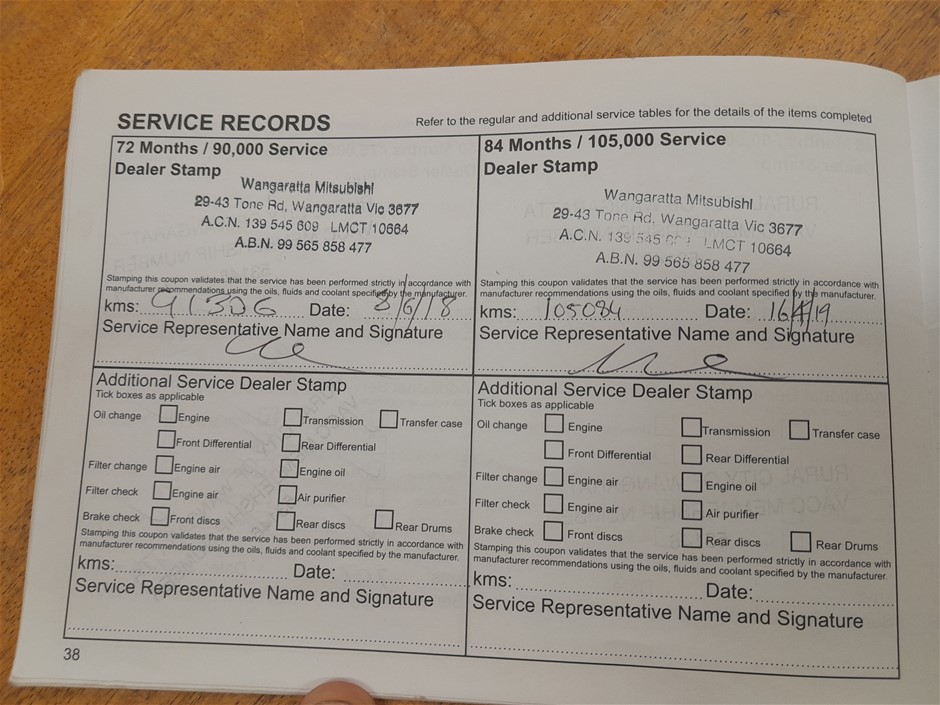 SERVICE RECORDS
Refer to the regular and additional service tables for the details of the items completed
72 Months / 90,000 Service
Dealer Stamp
Wangaratta Mitsubishi
29-43 Tone Rd, Wangaratta Vic 3677
A.C.N. 139 545 609 LMCT 10664
A.B.N. 99 565 858 477
Stamping this coupon validates that the service has been performed strictly in accordance with
manufacturer recommendations using the oils, fluids and coolant specified by the manufacturer.
kms: 91306 Date: 8/6/18
Service Representative Name and Signature
Additional Service Dealer Stamp
Tick boxes as applicable
Oil change Engine Transmission Transfer case
Front Differential Rear Differential
Filter change Engine air Engine oil
Filter check Engine air Air purifier
Brake check Front discs Rear discs Rear Drums
Stamping this coupon validates that the service has been performed strictly in accordance with
manufacturer recommendations using the oils, fluids and coolant specified by the manufacturer.
kms: Date:
Service Representative Name and Signature
84 Months / 105,000 Service
Dealer Stamp
Wangaratta Mitsubishi
29-43 Tone Rd, Wangaratta Vic 3677
A.C.N. 139 545 LMCT 10664
A.B.N. 99 565 858 477
Stamping this coupon validates that the service has been performed strictly in accordance with
manufacturer recommendations using the oils, fluids and coolant specified by the manufacturer.
kms: 105084 Date: 16/4/19
Service Representative Name and Signature
Additional Service Dealer Stamp
Tick boxes as applicable
Oil change Engine Transmission Transfer case
Front Differential Rear Differential
Filter change Engine air Engine oil
Filter check Engine air Air purifier
Brake check Front discs Rear discs Rear Drums
Stamping this coupon validates that the service has been performed strictly in accordance with
manufacturer recommendations using the oils, fluids and coolant specified by the manufacturer.
kms: Date:
Service Representative Name and Signature
38